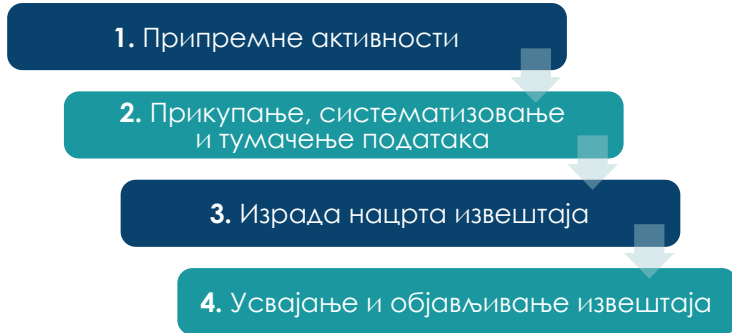 1. Припремне активности
2. Прикупање, систематизовање
и тумачење података
3. Израда нацрта извештаја
4. Усвајање и објављивање извештаја